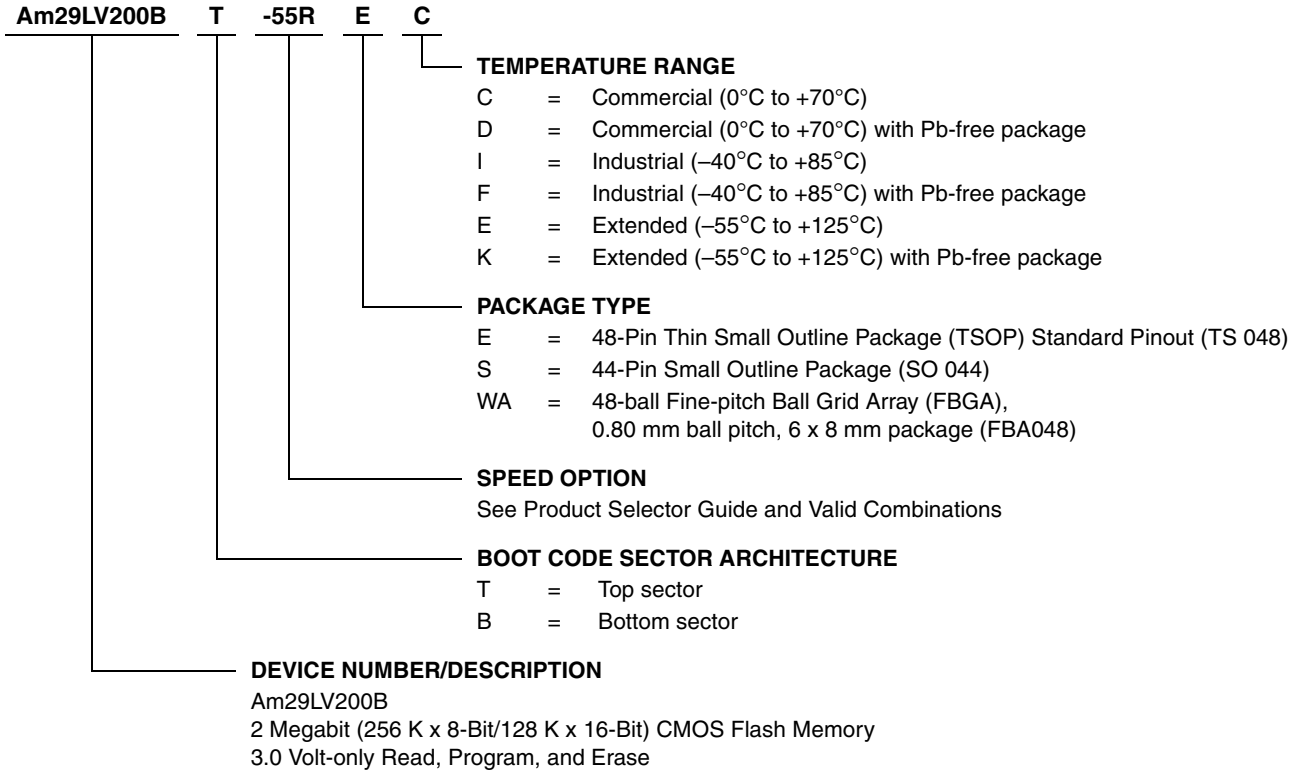 Am29LV200B T -55R E C
TEMPERATURE RANGE
C = Commercial (0°C to +70°C)
D = Commercial (0°C to +70°C) with Pb-free package
I = Industrial (–40°C to +85°C)
F = Industrial (–40°C to +85°C) with Pb-free package
E = Extended (–55°C to +125°C)
K = Extended (–55°C to +125°C) with Pb-free package
PACKAGE TYPE
E = 48-Pin Thin Small Outline Package (TSOP) Standard Pinout (TS 048)
S = 44-Pin Small Outline Package (SO 044)
WA = 48-ball Fine-pitch Ball Grid Array (FBGA),
0.80 mm ball pitch, 6 x 8 mm package (FBA048)
SPEED OPTION
See Product Selector Guide and Valid Combinations
BOOT CODE SECTOR ARCHITECTURE
T = Top sector
B = Bottom sector
DEVICE NUMBER/DESCRIPTION
Am29LV200B
2 Megabit (256 K x 8-Bit/128 K x 16-Bit) CMOS Flash Memory
3.0 Volt-only Read, Program, and Erase